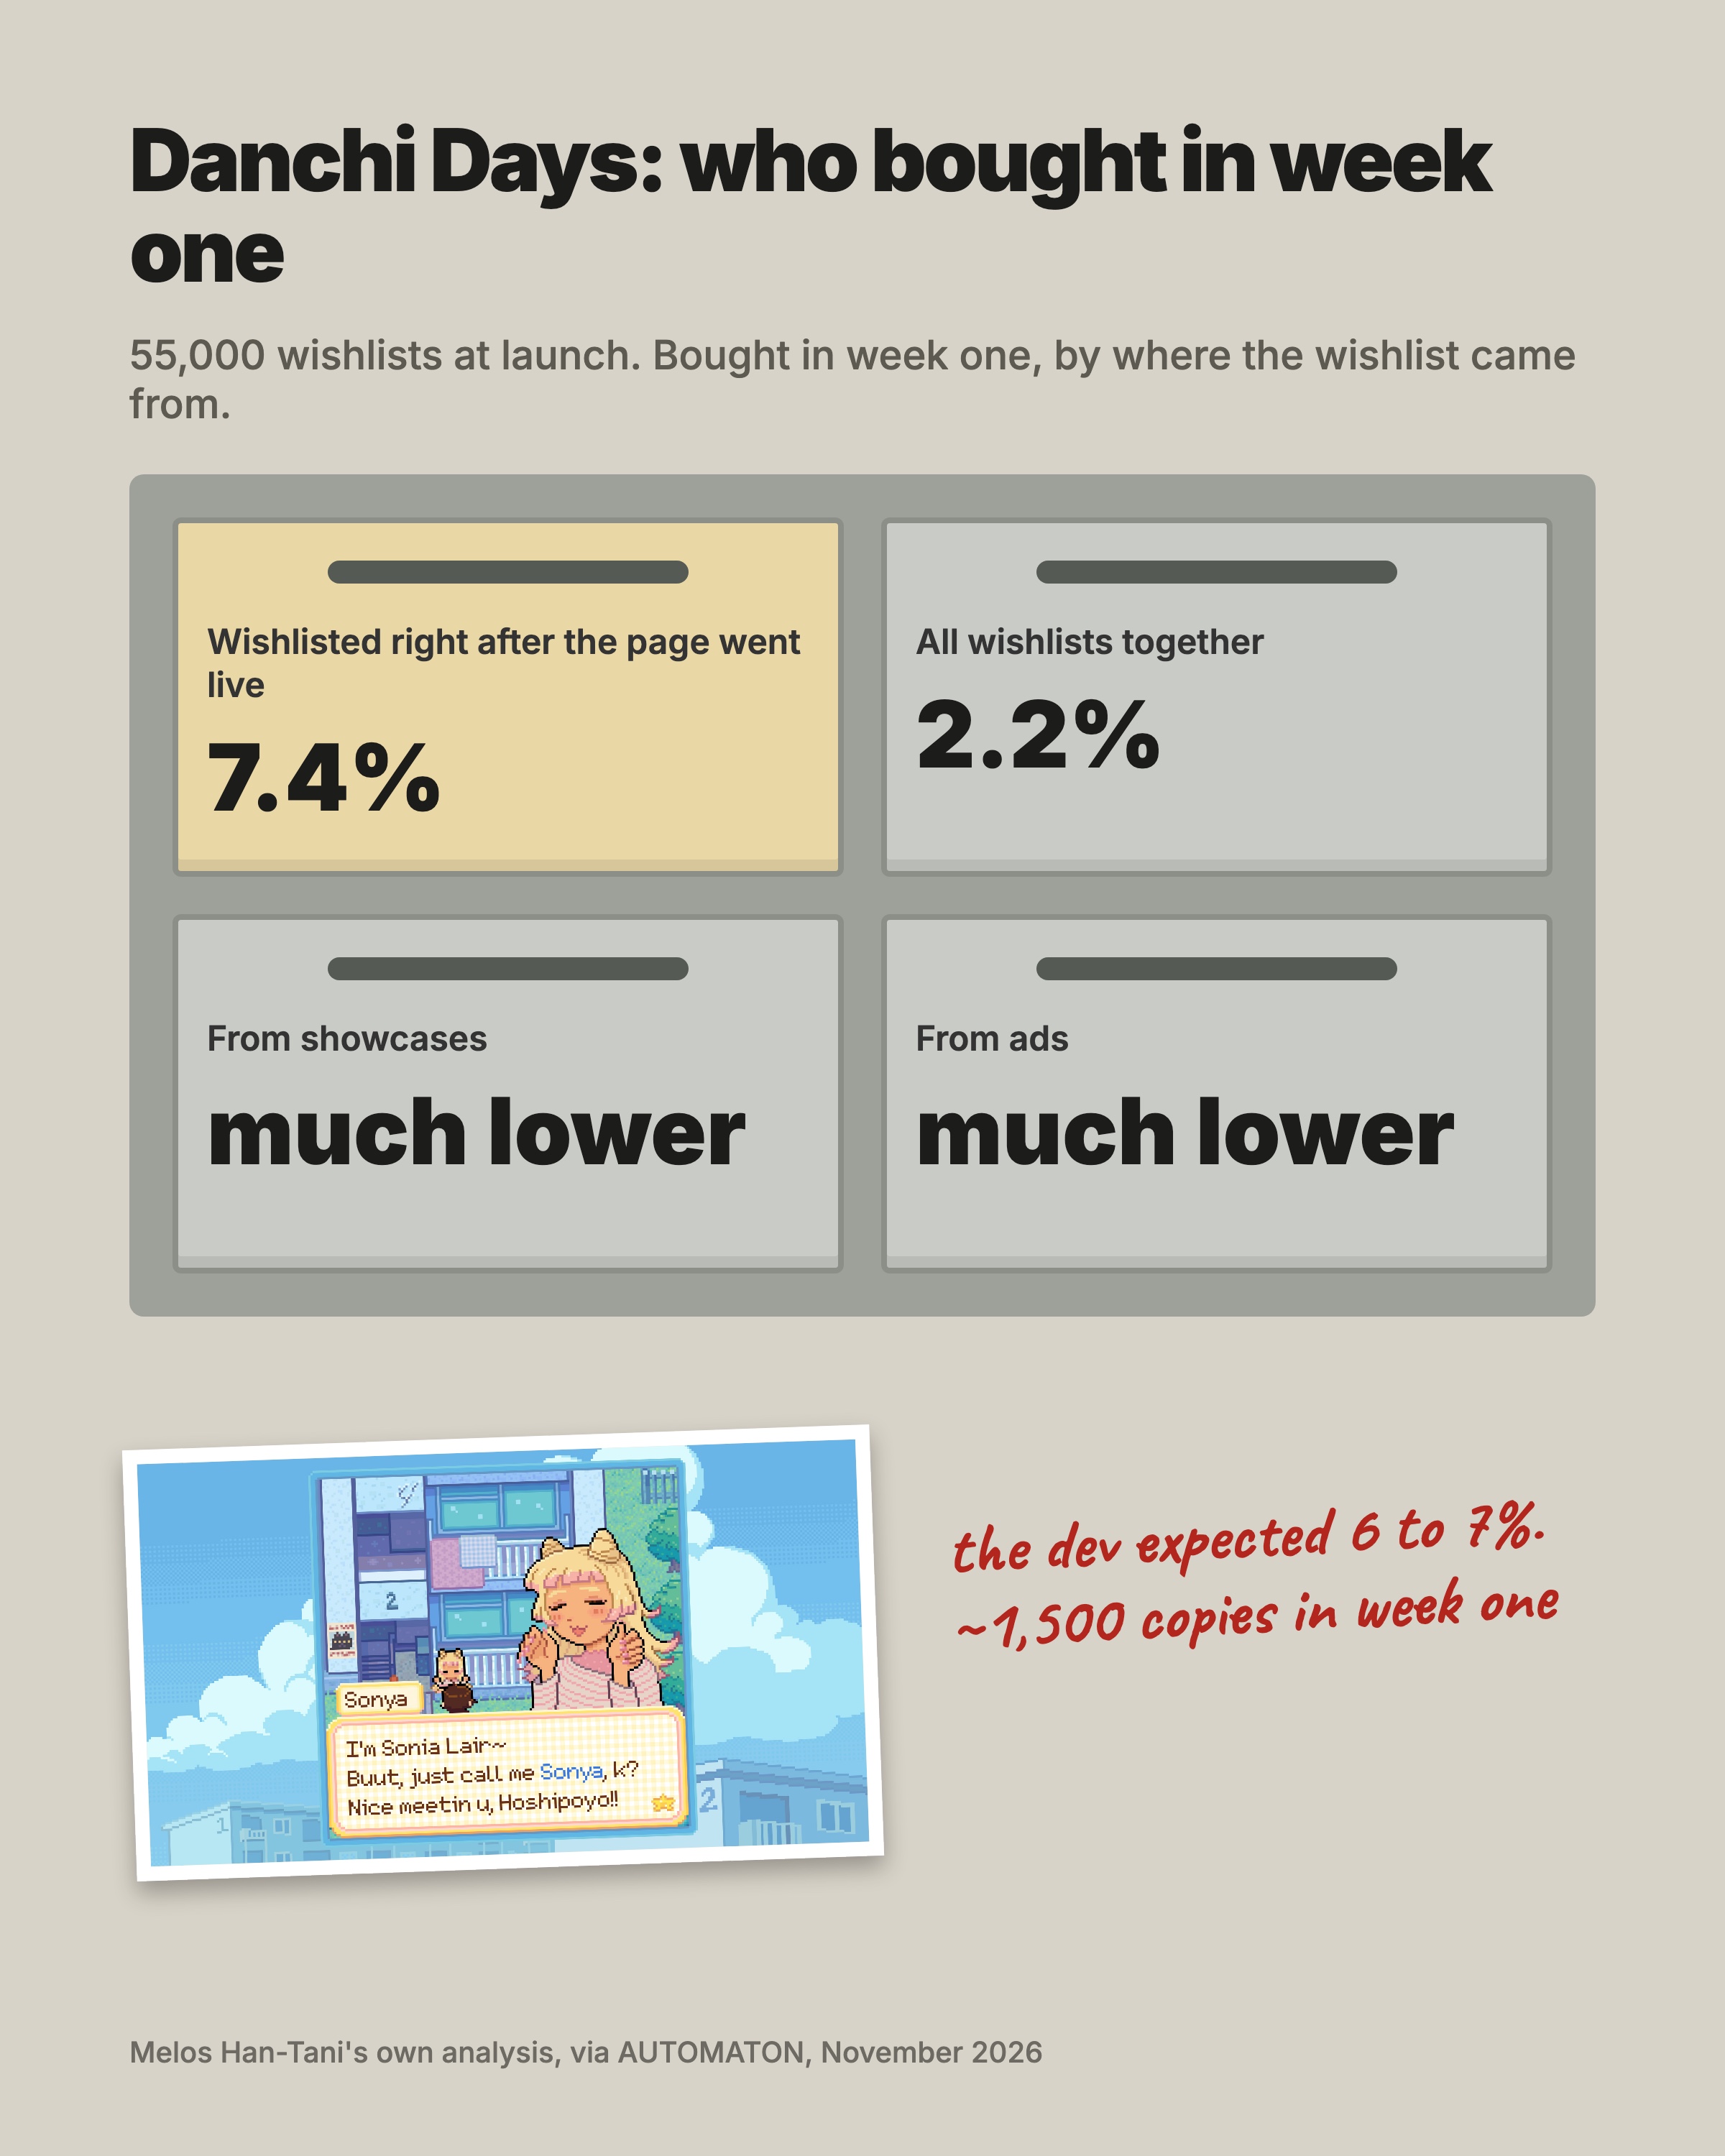 Danchi Days: who bought in week
one
55,000 wishlists at launch. Bought in week one, by where the wishlist came
from.
Wishlisted right after the page went
live
7.4%
All wishlists together
2.2%
From showcases
much lower
From ads
much lower
2
Sonya
I'm Sonia Lair~
Buut, just call me Sonya, k?
Nice meetin u, Hoshipoyo!!
1
2
the dev expected 6 to 7%.
~1,500 copies in week one
Melos Han-Tani's own analysis, via AUTOMATON, November 2026